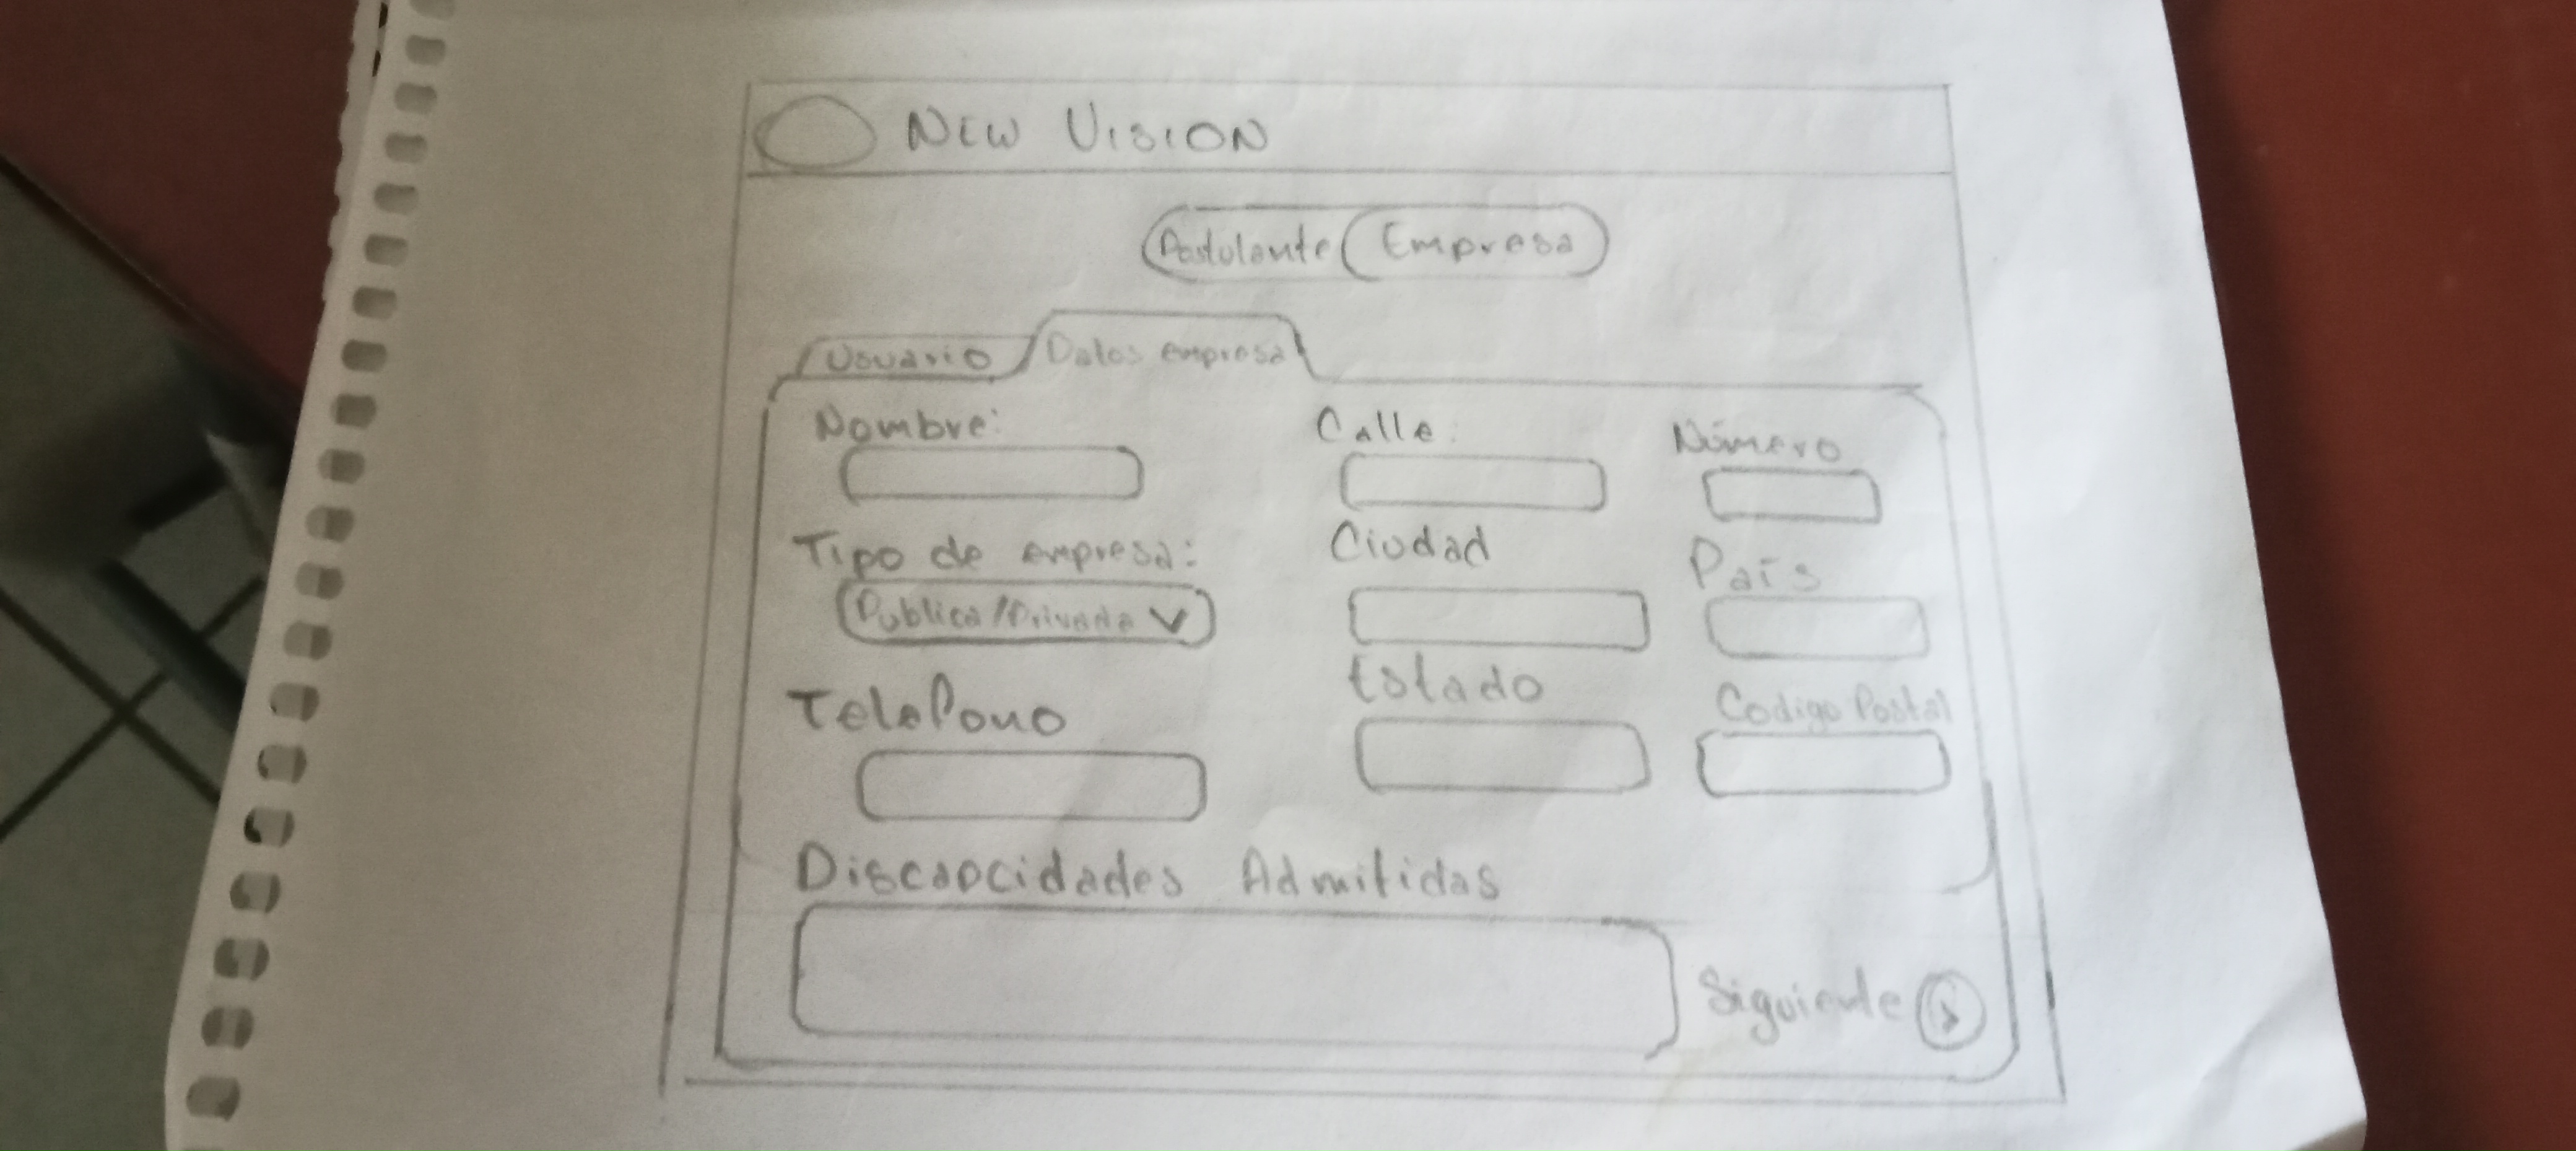 New Vision
Postulante Empresa
Usuario Datos empresa
Nombre: Calle: Número
Tipo de empresa: Ciudad País
Publica/Privada
Telefono Estado Codigo Postal
Discaocidades Admitidas
Siguiente >